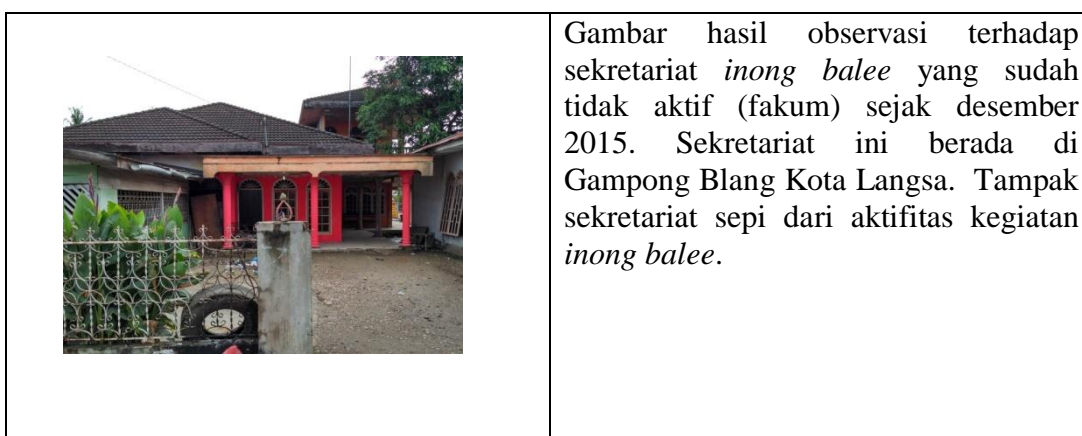 Gambar hasil observasi terhadap
sekretariat inong balee yang sudah
tidak aktif (fakum) sejak desember
2015. Sekretariat ini berada di
Gampong Blang Kota Langsa. Tampak
sekretariat sepi dari aktifitas kegiatan
inong balee.